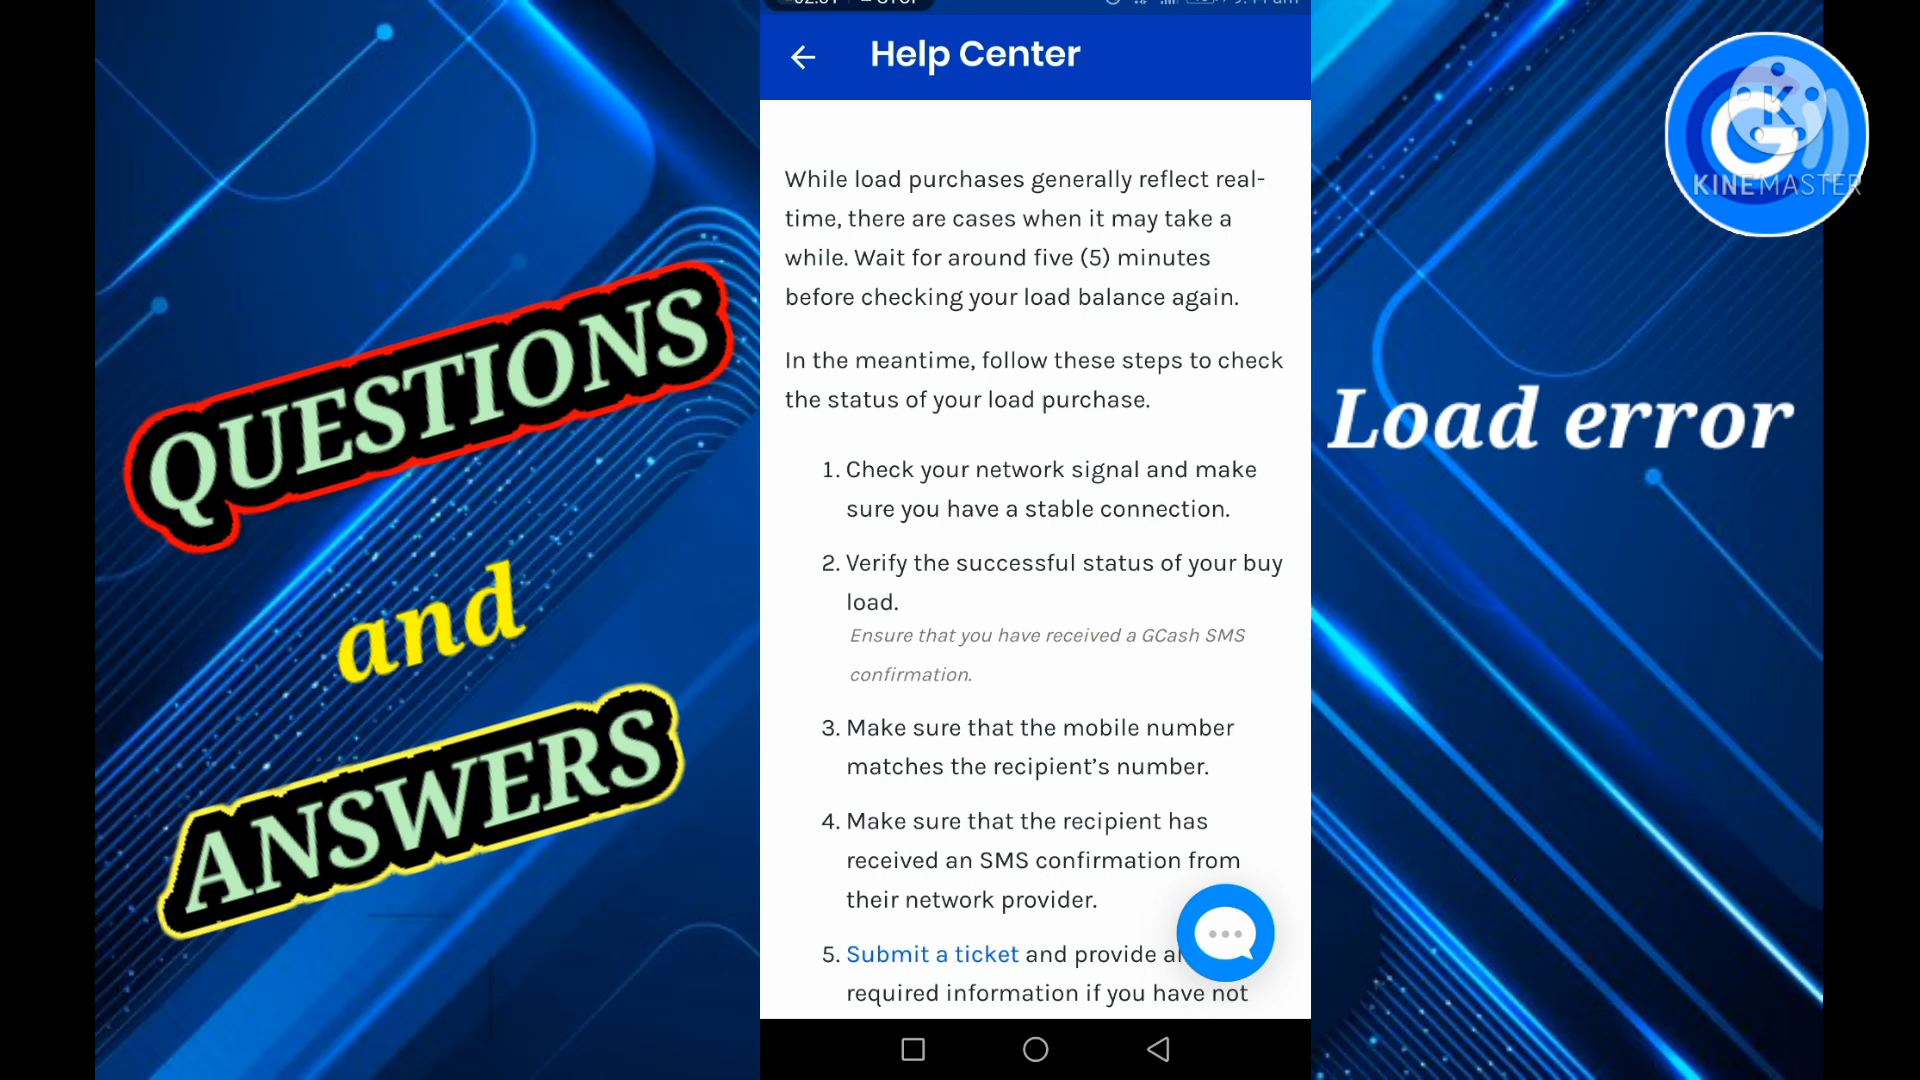 Help Center
While load purchases generally reflect real-
time, there are cases when it may take a
while. Wait for around five (5) minutes
before checking your load balance again.
In the meantime, follow these steps to check
the status of your load purchase.
1. Check your network signal and make
sure you have a stable connection.
2. Verify the successful status of your buy
load.
Ensure that you have received a GCash SMS
confirmation.
3. Make sure that the mobile number
matches the recipient's number.
4. Make sure that the recipient has
received an SMS confirmation from
their network provider.
5. Submit a ticket and provide
required information if you have not
QUESTIONS
and
ANSWERS
Load error
K
G
KINEMASTER